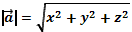 |a⃗| = √(x² + y² + z²)